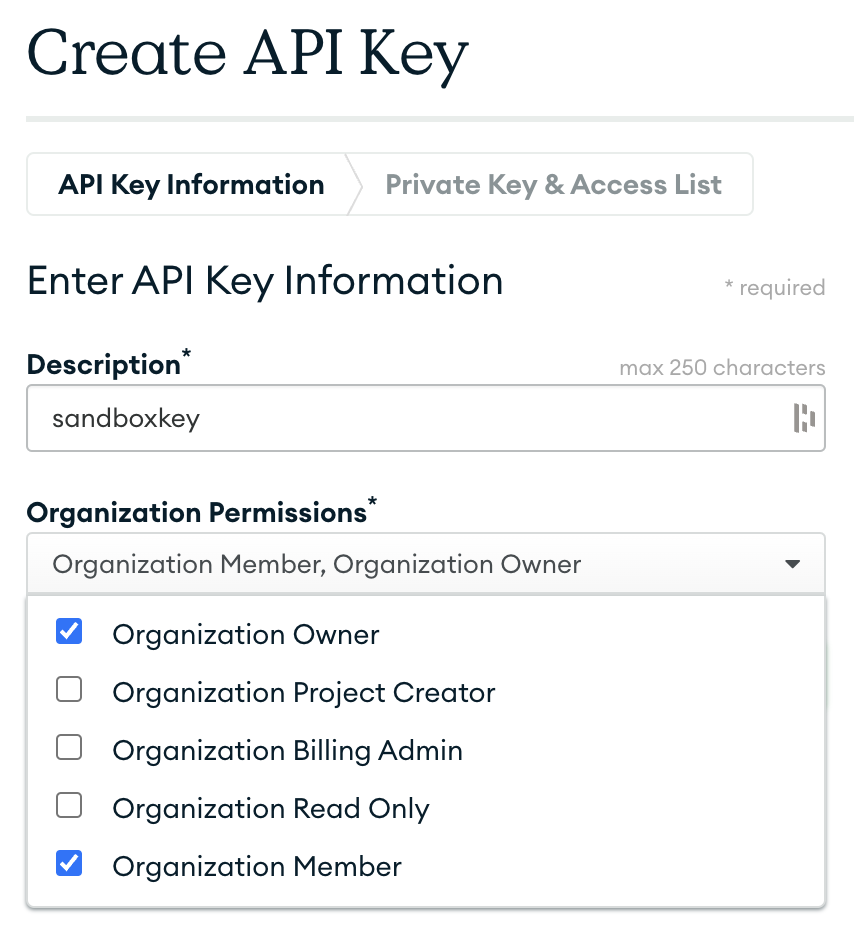 Create API Key
API Key Information
Private Key & Access List
Enter API Key Information
* required
Description*
max 250 characters
sandboxkey
Organization Permissions*
Organization Member, Organization Owner
Organization Owner
Organization Project Creator
Organization Billing Admin
Organization Read Only
Organization Member